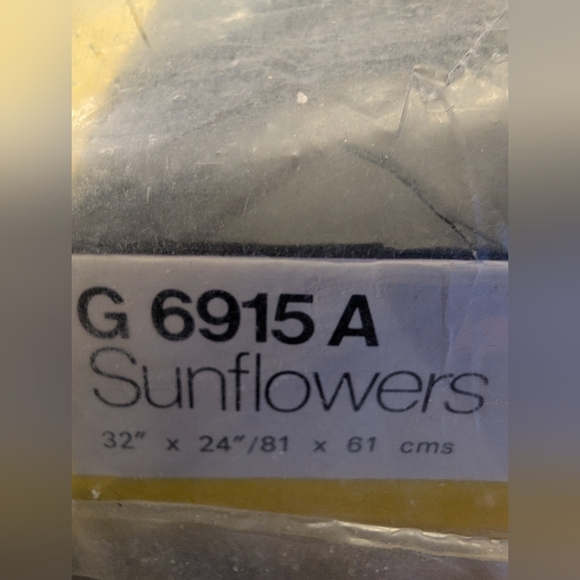 G 6915 A
Sunflowers
32" x 24"/81 x 61 cms